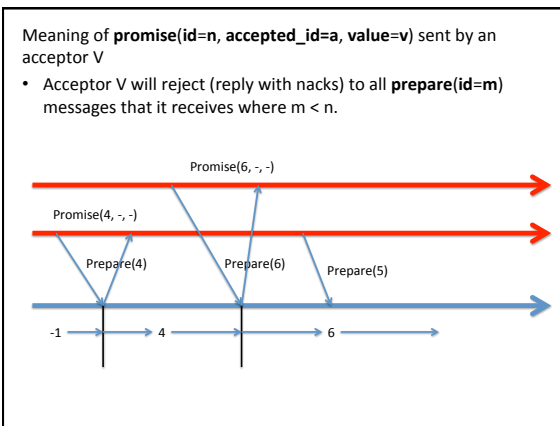 Meaning of promise(id=n, accepted_id=a, value=v) sent by an
acceptor V
• Acceptor V will reject (reply with nacks) to all prepare(id=m)
messages that it receives where m < n.
Promise(6, -, -)
Promise(4, -, -)
Prepare(4)
Prepare(6)
Prepare(5)
-1
4
6